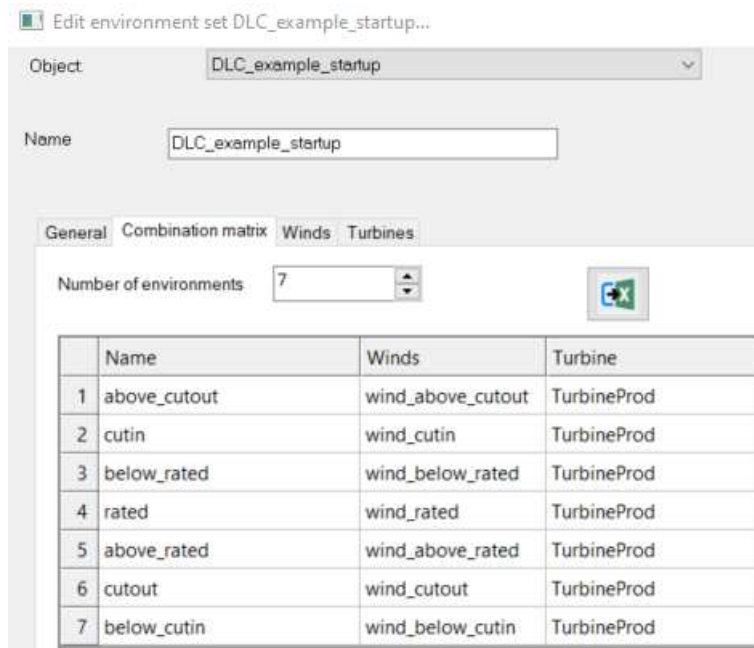 Edit environment set DLC_example_startup...
Object DLC_example_startup
Name DLC_example_startup
General Combination matrix Winds Turbines
Number of environments 7
X
Name Winds Turbine
1 above_cutout wind_above_cutout TurbineProd
2 cutin wind_cutin TurbineProd
3 below_rated wind_below_rated TurbineProd
4 rated wind_rated TurbineProd
5 above_rated wind_above_rated TurbineProd
6 cutout wind_cutout TurbineProd
7 below_cutin wind_below_cutin TurbineProd